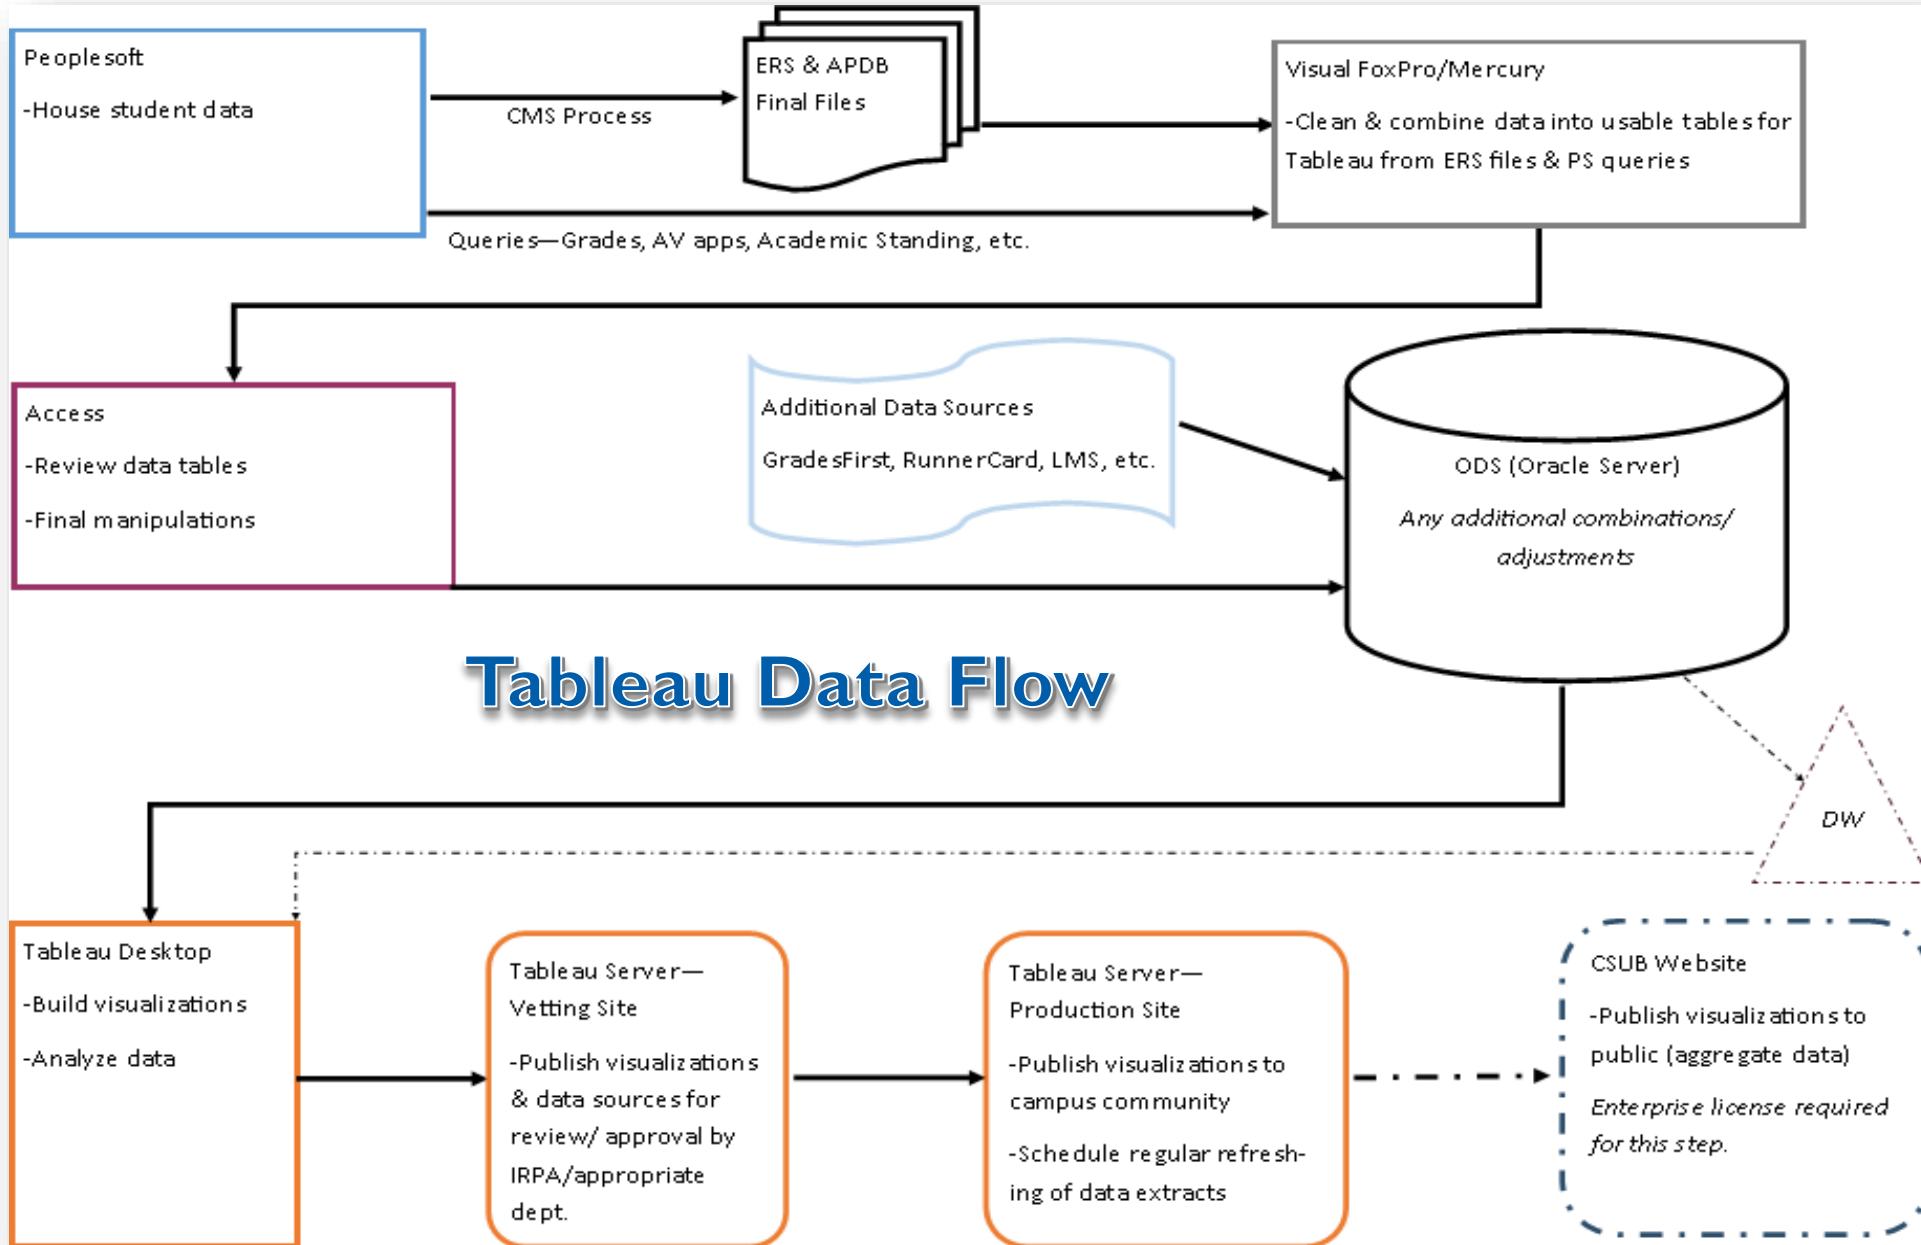 Peoplesoft
-House student data
CMS Process
ERS & APDB
Final Files
Visual FoxPro/Mercury
-Clean & combine data into usable tables for
Tableau from ERS files & PS queries
Queries—Grades, AV apps, Academic Standing, etc.
Access
-Review data tables
-Final manipulations
Additional Data Sources
GradesFirst, RunnerCard, LMS, etc.
ODS (Oracle Server)
Any additional combinations/
adjustments
Tableau Data Flow
DW
Tableau Desktop
-Build visualizations
-Analyze data
Tableau Server—
Vetting Site
-Publish visualizations
& data sources for
review/ approval by
IRPA/appropriate
dept.
Tableau Server—
Production Site
-Publish visualizations to
campus community
-Schedule regular refresh-
ing of data extracts
CSUB Website
-Publish visualizations to
public (aggregate data)
Enterprise license required
for this step.